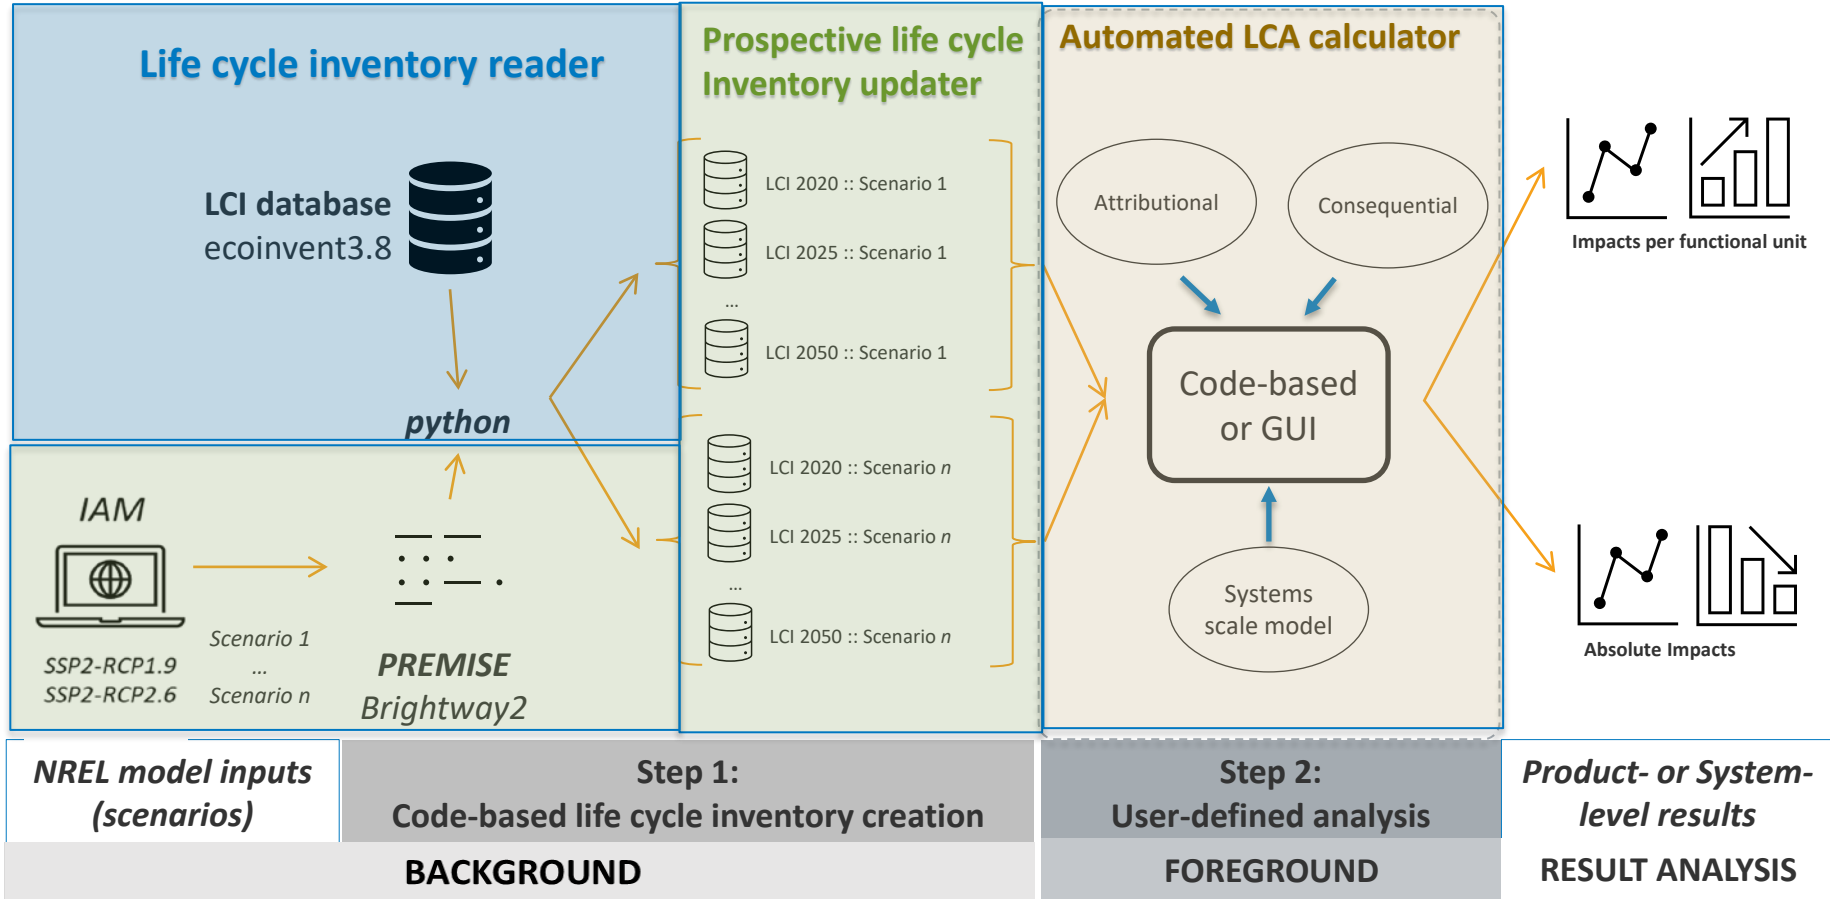 Life cycle inventory reader
LCI database
ecoinvent3.8
python
IAM
SSP2-RCP1.9
SSP2-RCP2.6
Scenario 1
...
Scenario n
PREMISE
Brightway2
Prospective life cycle
Inventory updater
LCI 2020 :: Scenario 1
LCI 2025 :: Scenario 1
...
LCI 2050 :: Scenario 1
LCI 2020 :: Scenario n
LCI 2025 :: Scenario n
...
LCI 2050 :: Scenario n
Automated LCA calculator
Attributional
Consequential
Code-based
or GUI
Systems
scale model
Impacts per functional unit
Absolute Impacts
NREL model inputs
(scenarios)
Step 1:
Code-based life cycle inventory creation
BACKGROUND
Step 2:
User-defined analysis
FOREGROUND
Product- or System-
level results
RESULT ANALYSIS